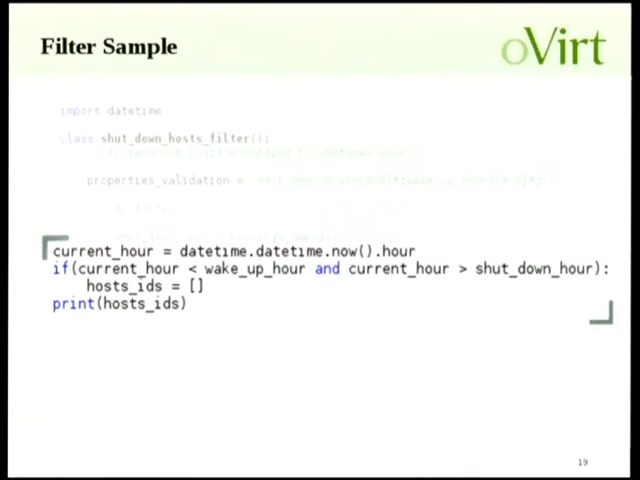 Filter Sample
oVirt
import datetime
class shut_down_hosts_filter():
properties_validation =
current_hour = datetime.datetime.now().hour
if(current_hour < wake_up_hour and current_hour > shut_down_hour):
hosts_ids = []
print(hosts_ids)
19